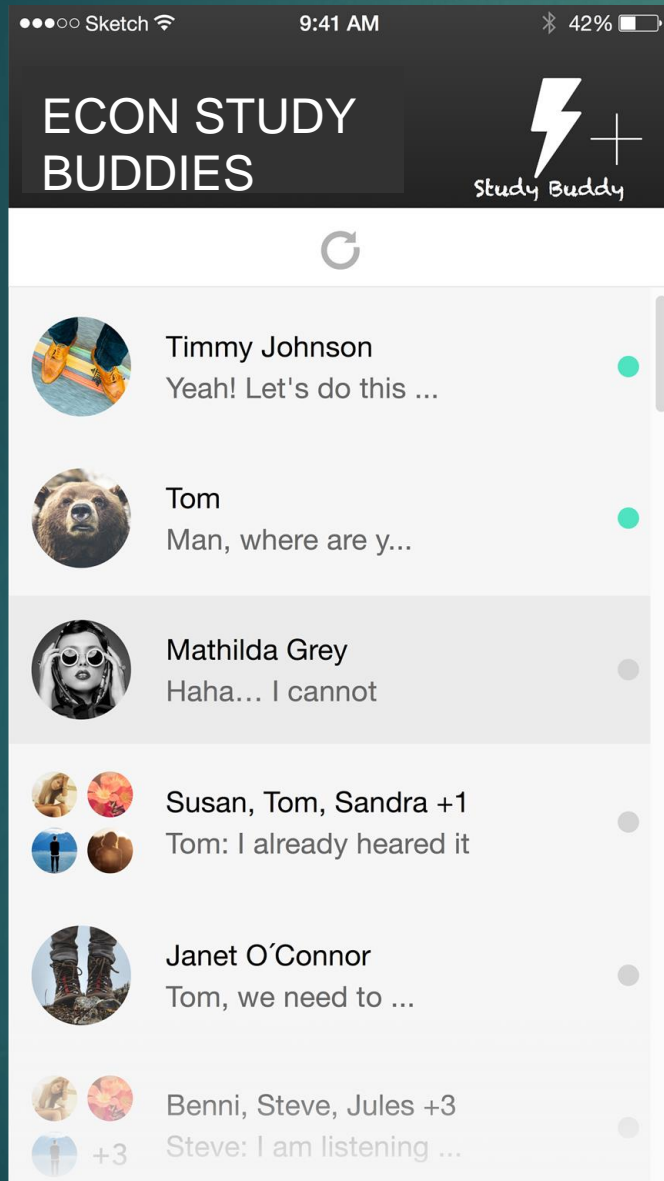 Sketch 9:41 AM 42%
ECON STUDY
BUDDIES
Study Buddy
Timmy Johnson
Yeah! Let's do this ...
Tom
Man, where are y...
Mathilda Grey
Haha... I cannot
Susan, Tom, Sandra +1
Tom: I already heared it
Janet O´Connor
Tom, we need to ...
Benni, Steve, Jules +3
+3
Steve: I am listening ...